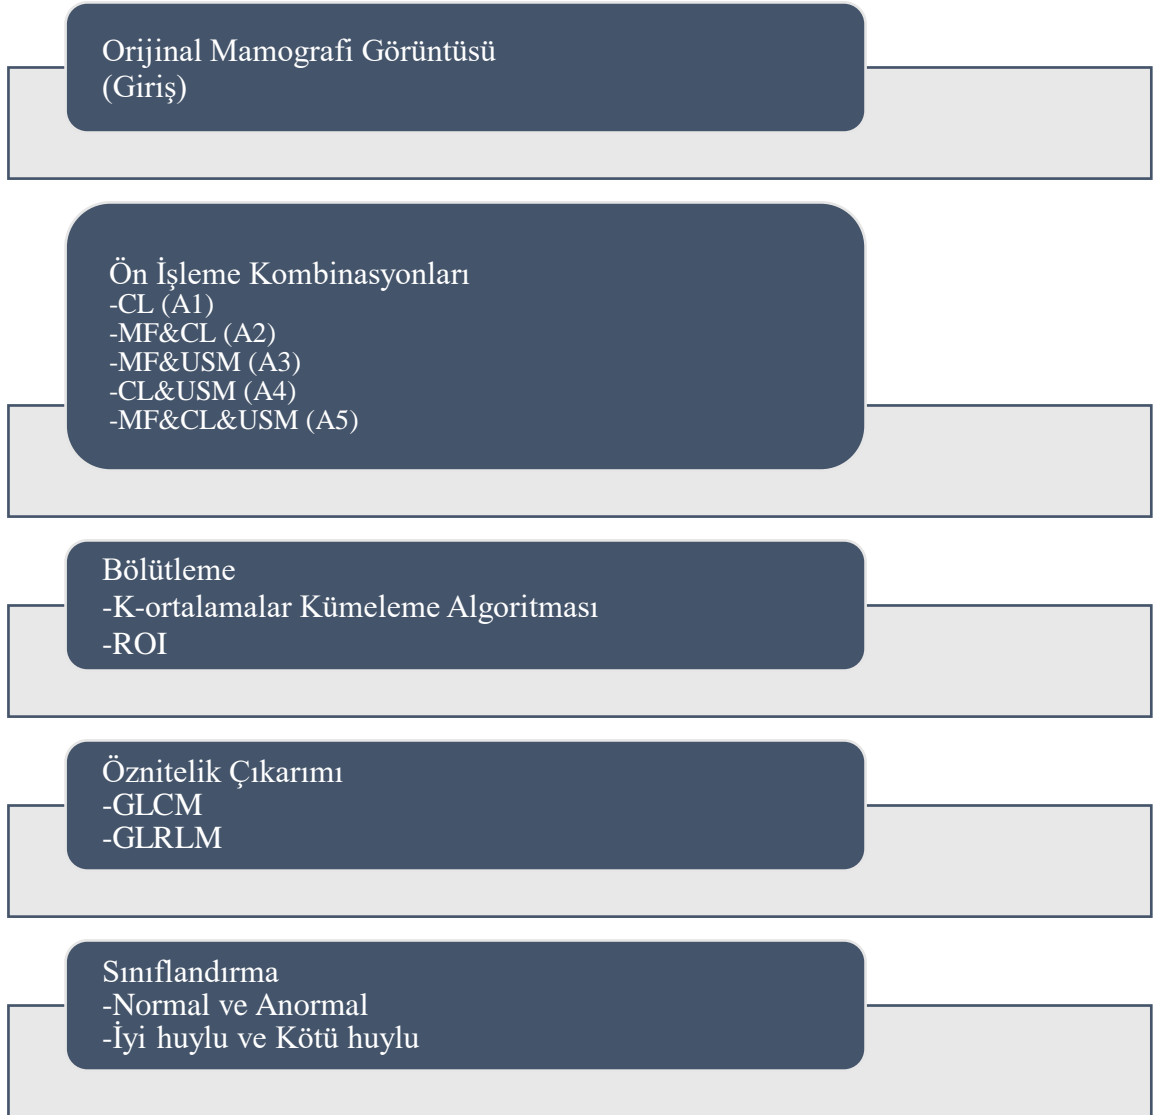 Orijinal Mamografi Görüntüsü
(Giriş)
Ön İşleme Kombinasyonları
-CL (A1)
-MF&CL (A2)
-MF&USM (A3)
-CL&USM (A4)
-MF&CL&USM (A5)
Bölütleme
-K-ortalamalar Kümeleme Algoritması
-ROI
Öznitelik Çıkarımı
-GLCM
-GLRLM
Sınıflandırma
-Normal ve Anormal
-İyi huylu ve Kötü huylu